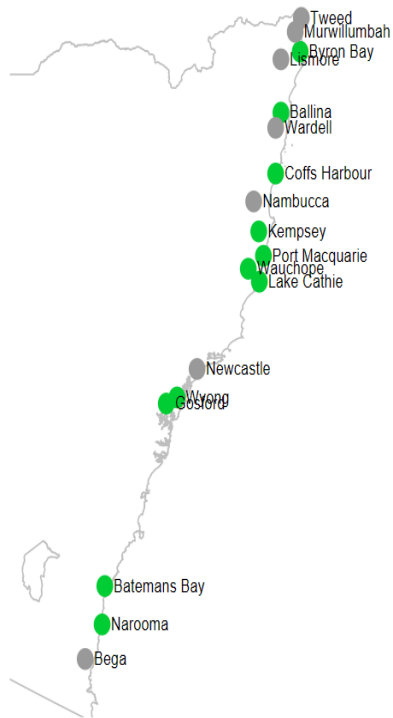 Tweed
Murwillumbah
Byron Bay
Lismore
Ballina
Wardell
Coffs Harbour
Nambucca
Kempsey
Port Macquarie
Wauchope
Lake Cathie
Newcastle
Wyong
Gosford
Batemans Bay
Narooma
Bega